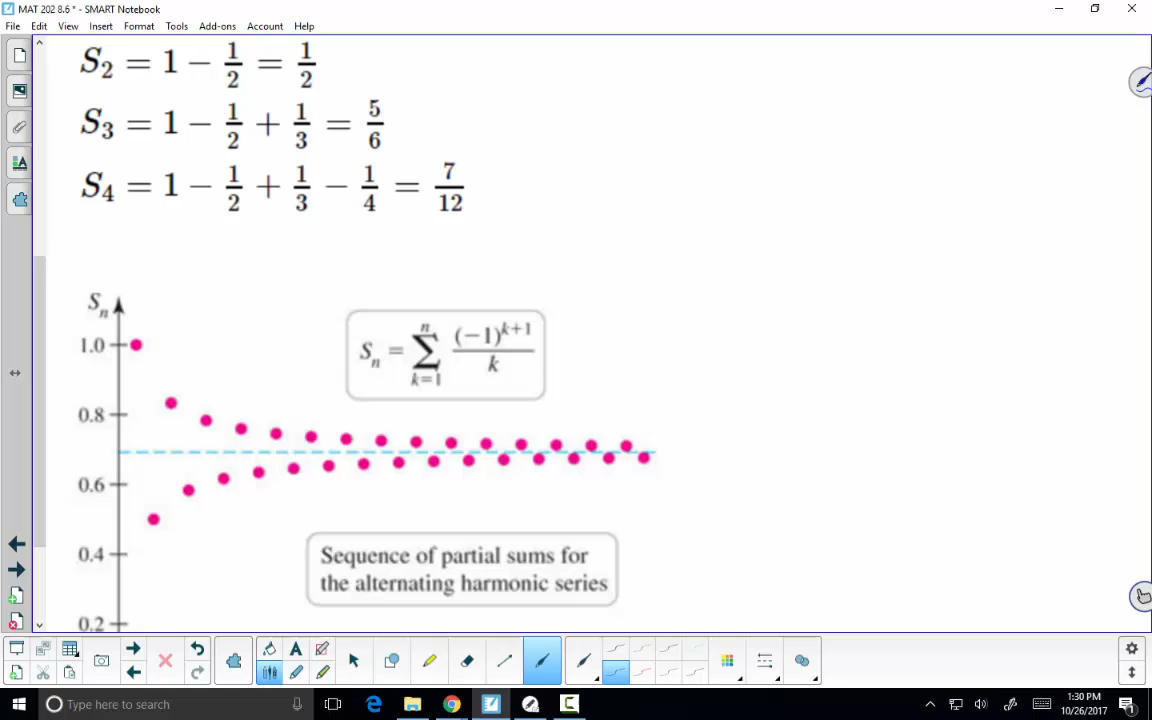 MAT 202 8.6 * - SMART Notebook
File Edit View Insert Format Tools Add-ons Account Help
S₂ = 1 − 1/2 = 1/2
S₃ = 1 − 1/2 + 1/3 = 5/6
S₄ = 1 − 1/2 + 1/3 − 1/4 = 7/12
Sₙ
1.0
0.8
0.6
0.4
0.2
Sₙ = ∑_{k=1}^{n} (−1)^{k+1}/k
Sequence of partial sums for
the alternating harmonic series
A
Type here to search
1:30 PM
10/26/2017
1